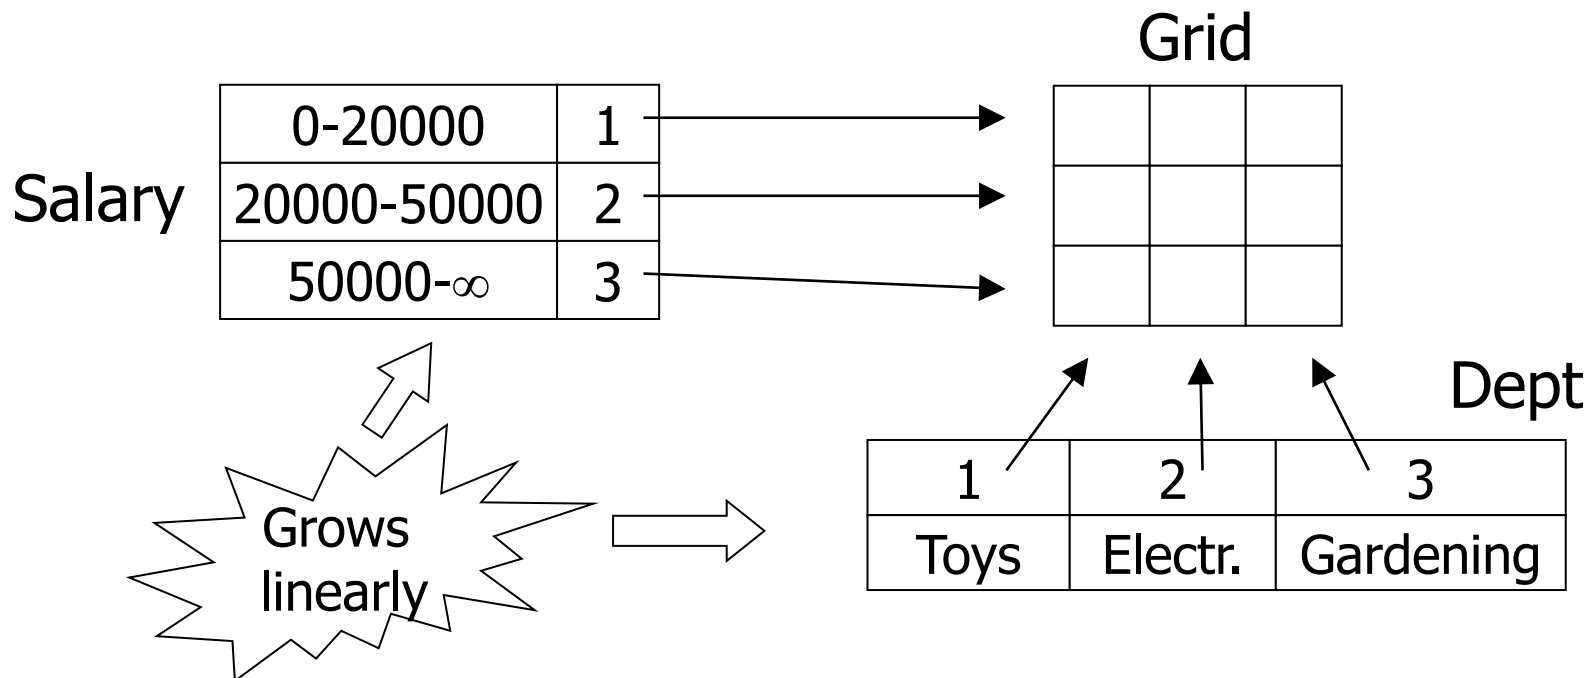 Grid
0-20000 1
Salary 20000-50000 2
50000-∞ 3
Dept
1 2 3
Toys Electr. Gardening
Grows
linearly